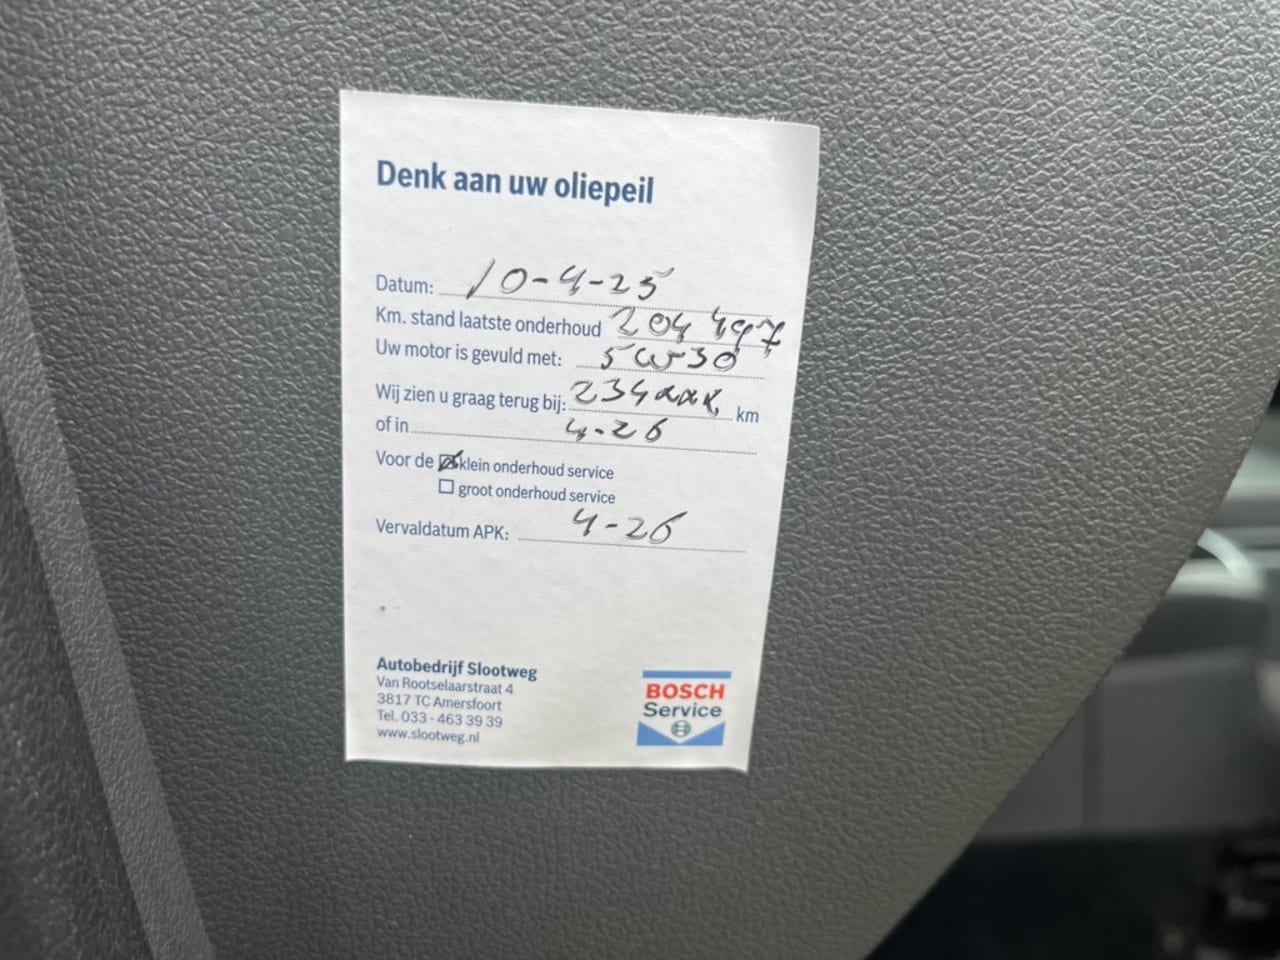 Denk aan uw oliepeil
Datum: 10-4-25
Km. stand laatste onderhoud 204 497
Uw motor is gevuld met: 5W30
Wij zien u graag terug bij: 234xxx km
of in 4-26
Voor de ☒ klein onderhoud service
☐ groot onderhoud service
Vervaldatum APK: 4-26
Autobedrijf Slootweg
Van Rootselaarstraat 4
3817 TC Amersfoort
Tel. 033 - 463 39 39
www.slootweg.nl
BOSCH
Service